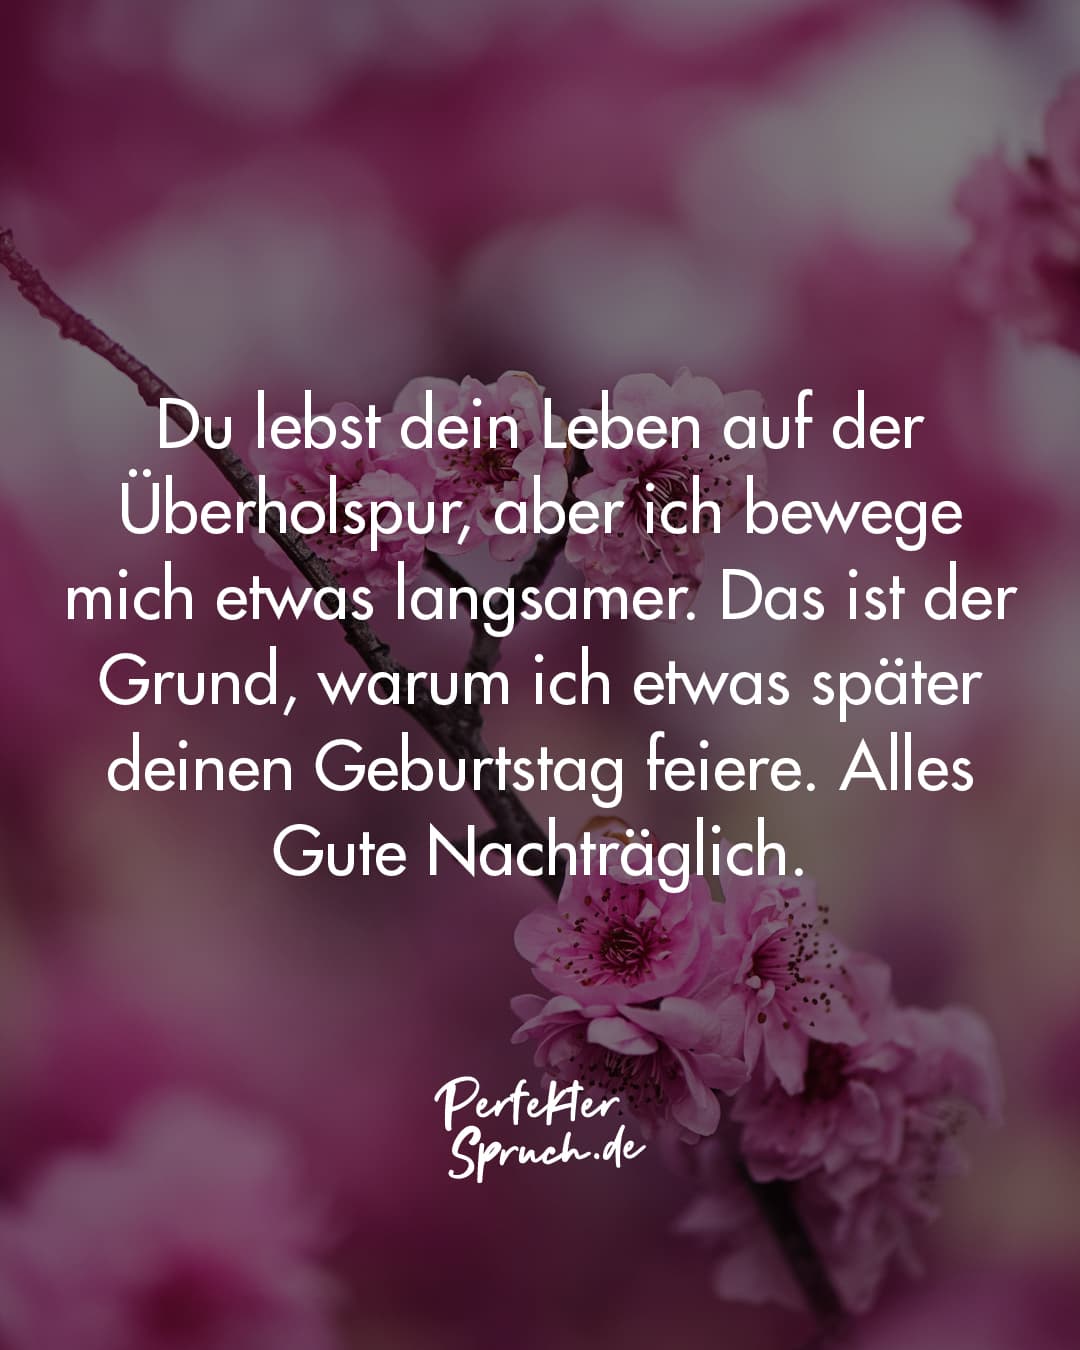 Du lebst dein Leben auf der
Überholspur, aber ich bewege
mich etwas langsamer. Das ist der
Grund, warum ich etwas später
deinen Geburtstag feiere. Alles
Gute Nachträglich.
Perfekter
Spruch.de